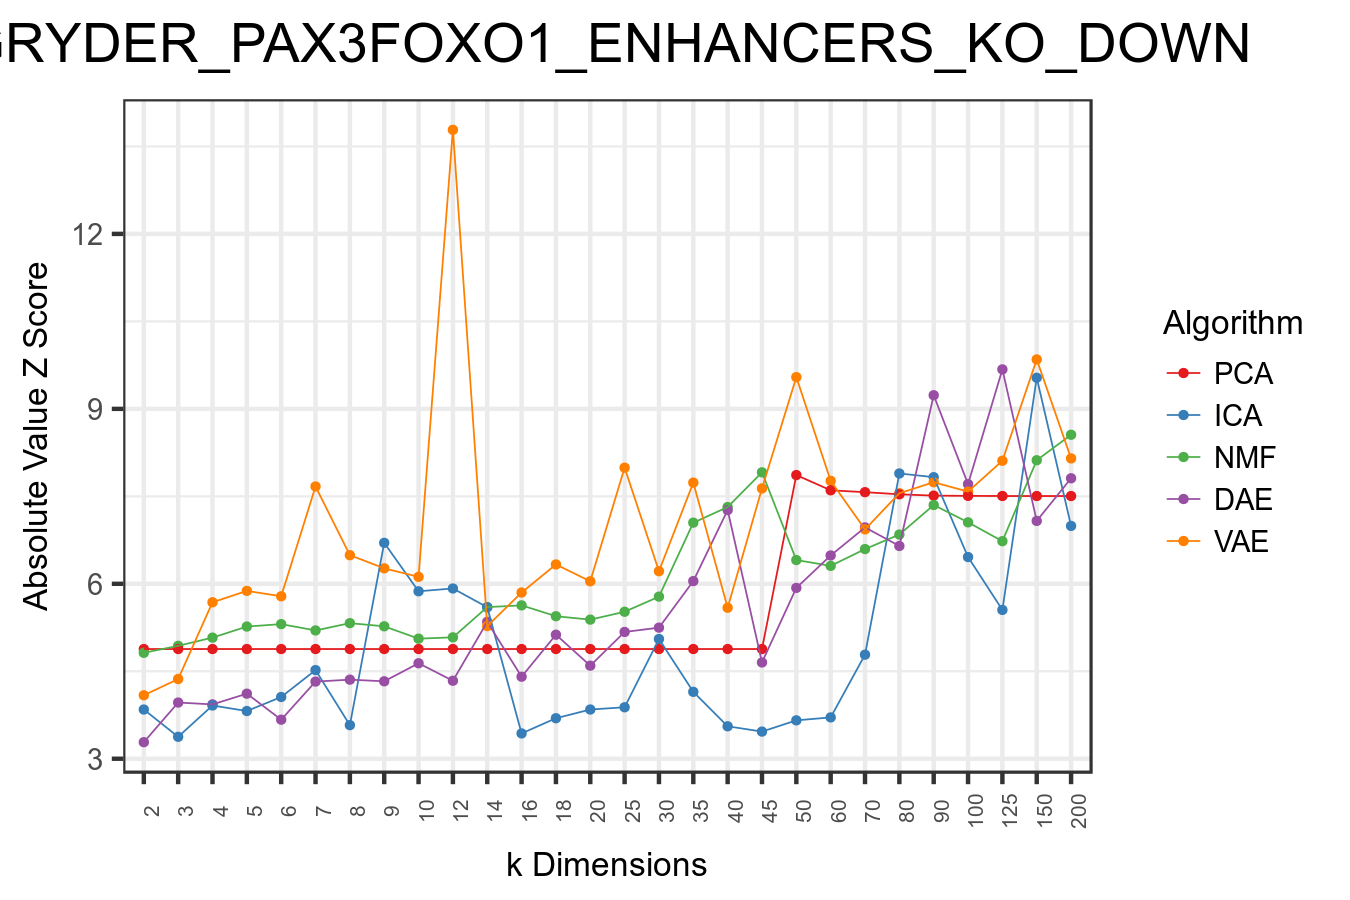 GRYDER_PAX3FOXO1_ENHANCERS_KO_DOWN
Absolute Value Z Score
12
9
6
3
2 3 4 5 6 7 8 9 10 12 14 16 18 20 25 30 35 40 45 50 60 70 80 90 100 125 150 200
k Dimensions
Algorithm
PCA
ICA
NMF
DAE
VAE